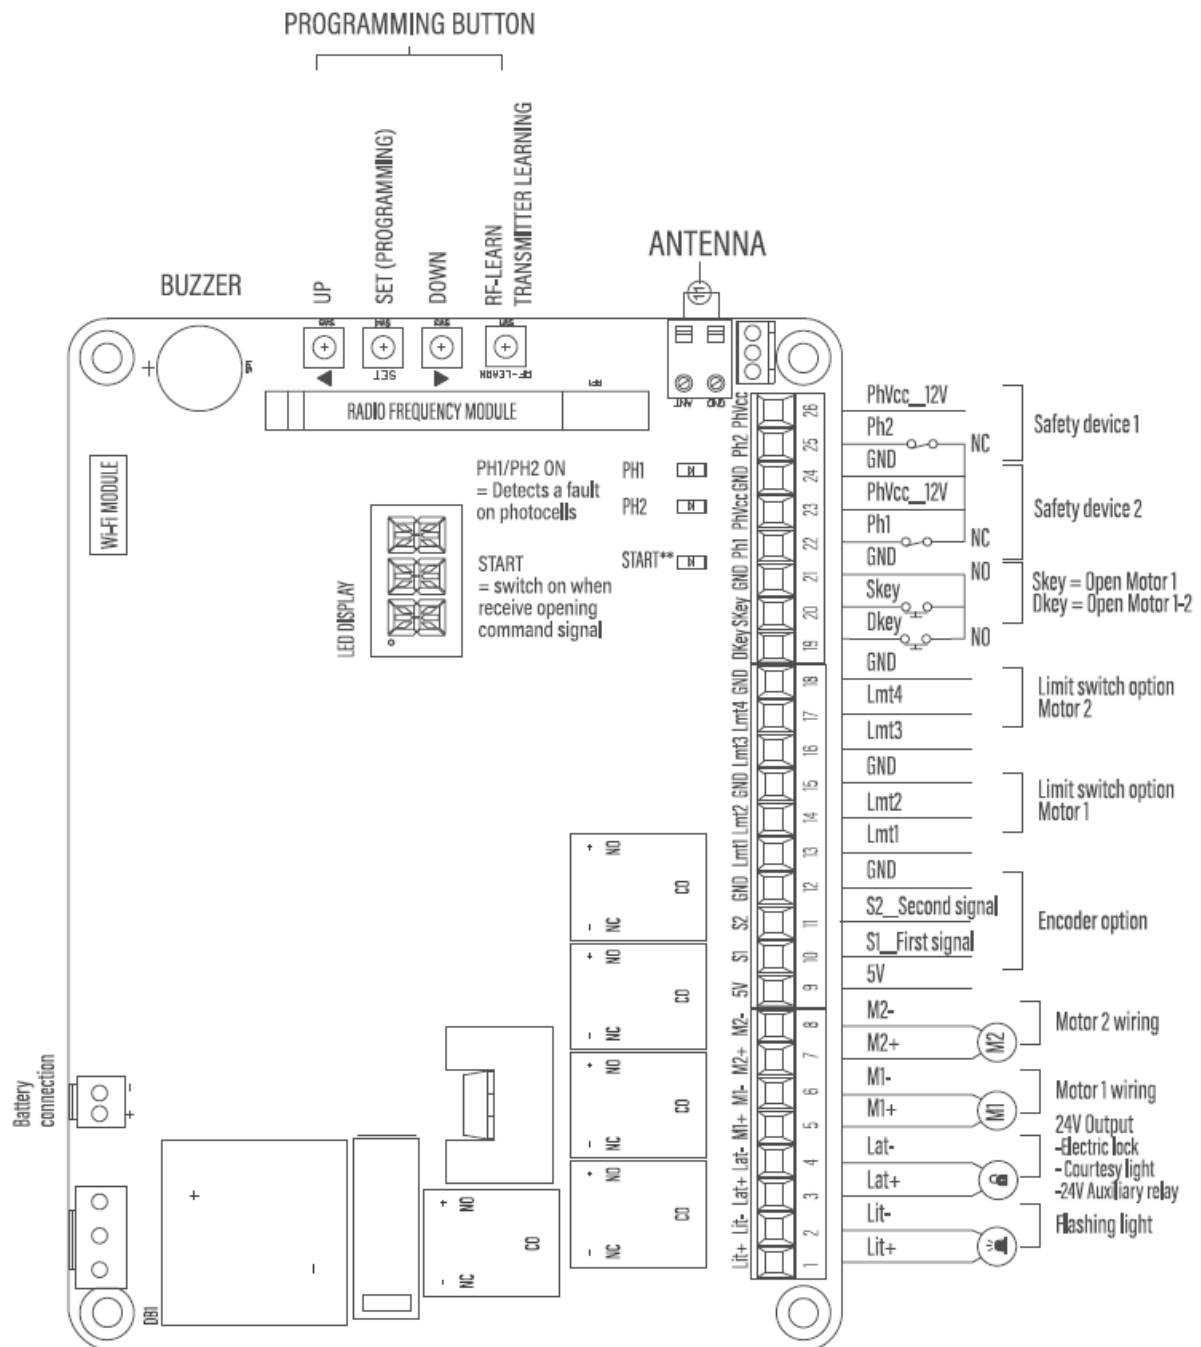 PROGRAMMING BUTTON
UP
SET (PROGRAMMING)
DOWN
RF-LEARN
TRANSMITTER LEARNING
ANTENNA
11
BUZZER
SET
RF-LEARN
RF1
ANT
GND
RADIO FREQUENCY MODULE
Wi-Fi MODULE
PH1/PH2 ON
= Detects a fault
on photocells
PH1
PH2
START
= switch on when
receive opening
command signal
START**
LED DISPLAY
PhVcc 26 PhVcc__12V
Ph2 25 Ph2 NC
GND 24 GND
Safety device 1
PhVcc 23 PhVcc__12V
Ph1 22 Ph1 NC
GND 21 GND NO
Safety device 2
SKey 20 Skey
DKey 19 Dkey NO
Skey = Open Motor 1
Dkey = Open Motor 1-2
GND 18 GND
Lmt4 17 Lmt4
Lmt3 16 Lmt3
Limit switch option
Motor 2
GND 15 GND
Lmt2 14 Lmt2
Lmt1 13 Lmt1
Limit switch option
Motor 1
GND 12 GND
S2 11 S2__Second signal
S1 10 S1__First signal
5V 9 5V
Encoder option
M2- 8 M2-
M2+ 7 M2+
M2
Motor 2 wiring
M1- 6 M1-
M1+ 5 M1+
M1
Motor 1 wiring
Lat- 4 Lat-
Lat+ 3 Lat+
24V Output
-Electric lock
- Courtesy light
-24V Auxiliary relay
Lit- 2 Lit-
Lit+ 1 Lit+
Flashing light
+ NO
CO
- NC
+ NO
CO
- NC
+ NO
CO
- NC
+ NO
CO
- NC
+ NO
CO
- NC
Battery
connection
- +
+ -
DB1